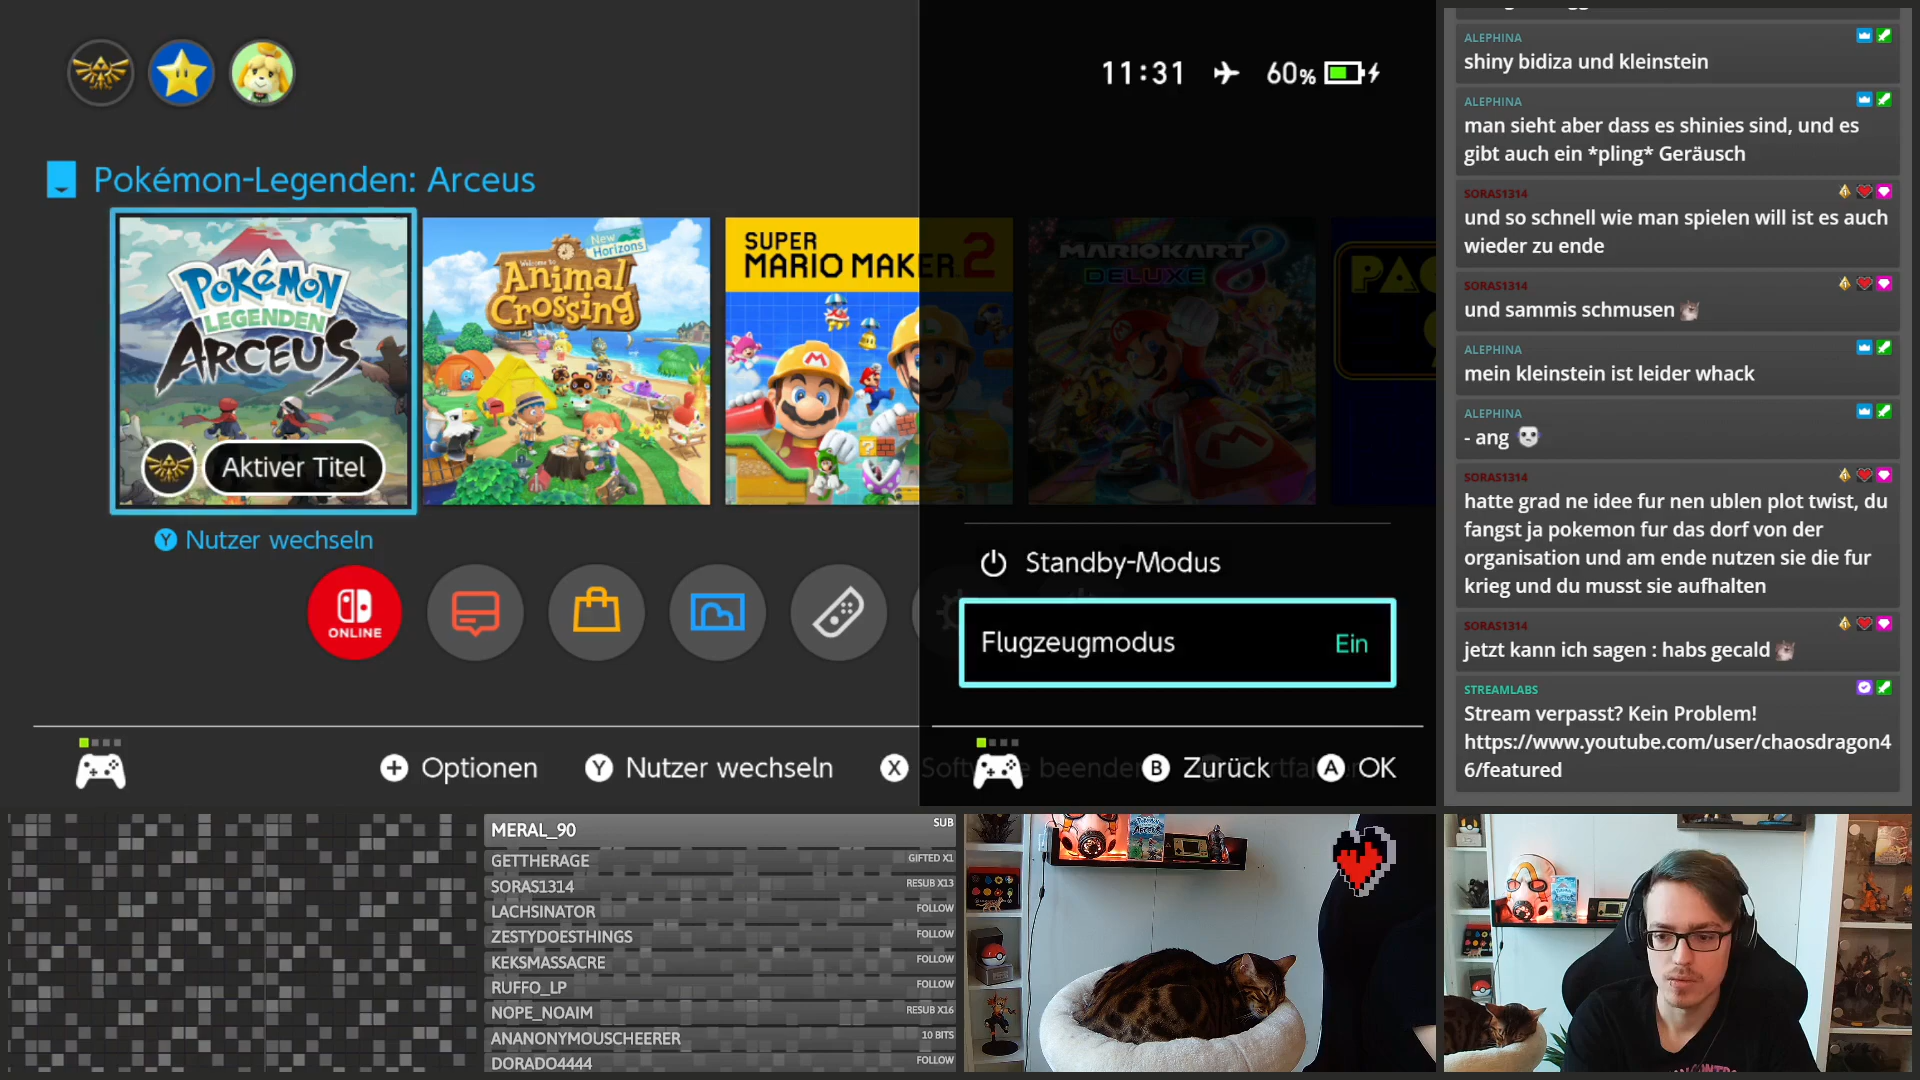 11:31
60%
Pokémon-Legenden: Arceus
POKÉMON
LEGENDEN
ARCEUS
Aktiver Titel
Welcome to
Animal
Crossing
New
Horizons
SUPER
MARIO MAKER 2
MARIOKART 8
DELUXE
PAC
Y Nutzer wechseln
ONLINE
Standby-Modus
Flugzeugmodus Ein
+ Optionen
Y Nutzer wechseln
X Software beenden
B Zurück
A OK
ALEPHINA
shiny bidiza und kleinstein
ALEPHINA
man sieht aber dass es shinies sind, und es
gibt auch ein *pling* Geräusch
SORAS1314
und so schnell wie man spielen will ist es auch
wieder zu ende
SORAS1314
und sammis schmusen
ALEPHINA
mein kleinstein ist leider whack
ALEPHINA
- ang
SORAS1314
hatte grad ne idee fur nen ublen plot twist, du
fangst ja pokemon fur das dorf von der
organisation und am ende nutzen sie die fur
krieg und du musst sie aufhalten
SORAS1314
jetzt kann ich sagen : habs gecald
STREAMLABS
Stream verpasst? Kein Problem!
https://www.youtube.com/user/chaosdragon4
6/featured
MERAL_90 SUB
GETTHERAGE GIFTED X1
SORAS1314 RESUB X13
LACHSINATOR FOLLOW
ZESTYDOESTHINGS FOLLOW
KEKSMASSACRE FOLLOW
RUFFO_LP FOLLOW
NOPE_NOAIM RESUB X16
ANANONYMOUSCHEERER 10 BITS
DORADO4444 FOLLOW